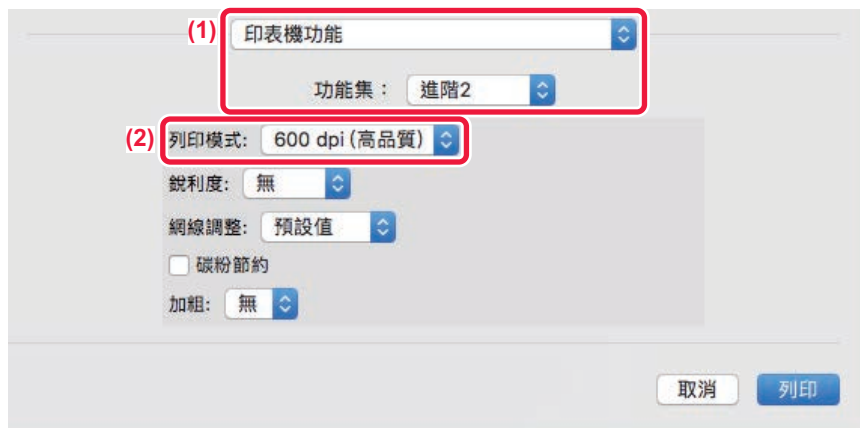 (1) 印表機功能
功能集： 進階2
(2) 列印模式: 600 dpi (高品質)
銳利度: 無
網線調整: 預設值
碳粉節約
加粗: 無
取消 列印